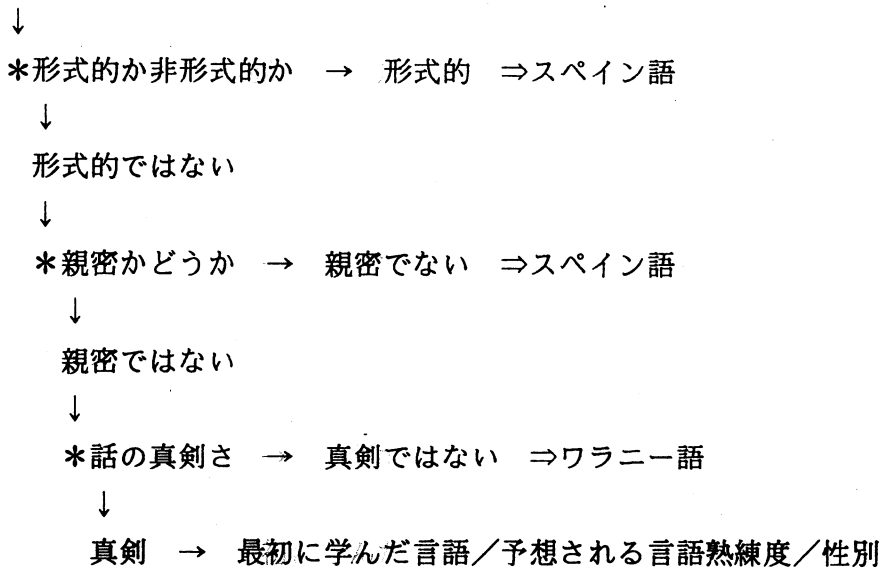 ↓
*形式的か非形式的か → 形式的 ⇒スペイン語
↓
形式的ではない
↓
*親密かどうか → 親密でない ⇒スペイン語
↓
親密ではない
↓
*話の真剣さ → 真剣ではない ⇒ワラニー語
↓
真剣 → 最初に学んだ言語/予想される言語熟練度/性別